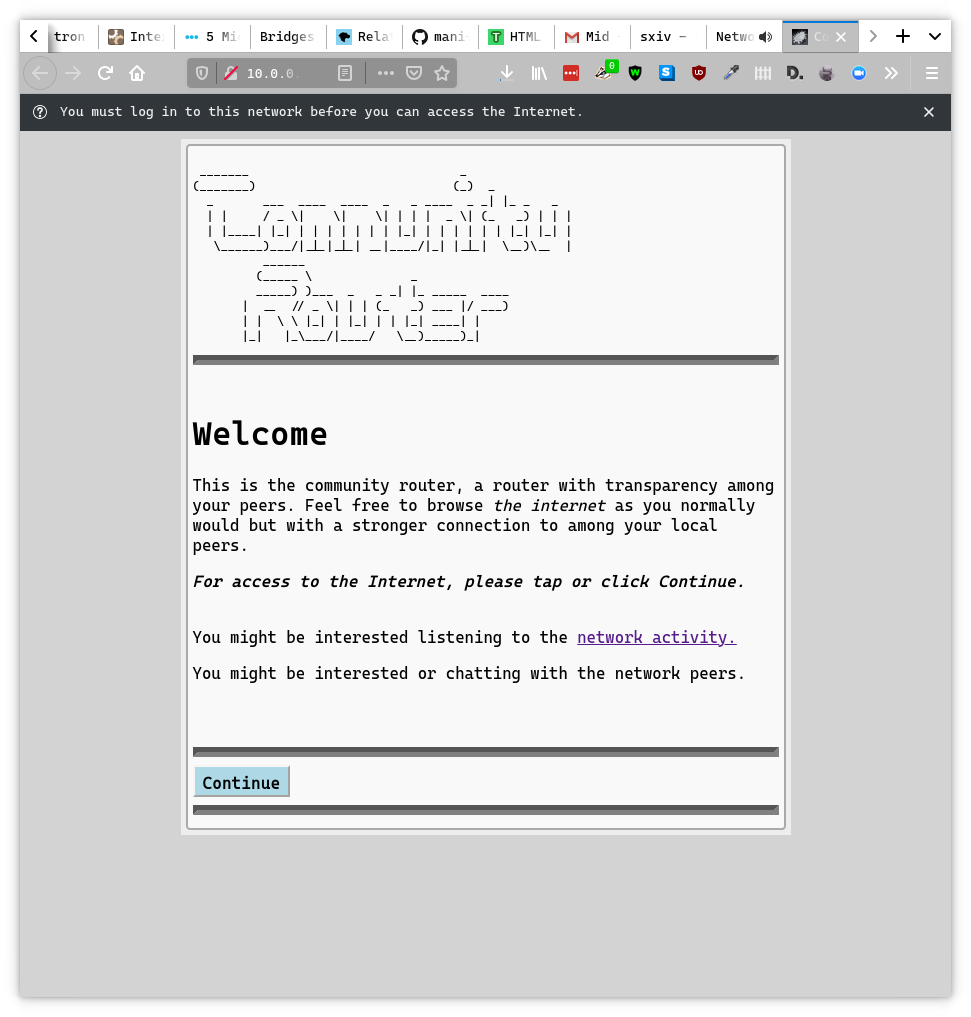 tron
Inte
5 Mi
Bridges
Rela
mani-
HTML
Mid -
sxiv -
Netwo
Co
10.0.0.
0
You must log in to this network before you can access the Internet.
Community
Router
Welcome
This is the community router, a router with transparency among
your peers. Feel free to browse the internet as you normally
would but with a stronger connection to among your local
peers.
For access to the Internet, please tap or click Continue.
You might be interested listening to the network activity.
You might be interested or chatting with the network peers.
Continue